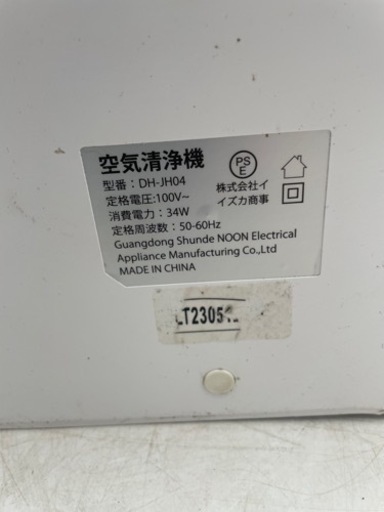 空気清浄機
型番：DH-JH04
定格電圧:100V~
消費電力：34W
定格周波数：50-60Hz
Guangdong Shunde NOON Electrical
Appliance Manufacturing Co.,Ltd
MADE IN CHINA
PS
E
株式会社イ
イズカ商事